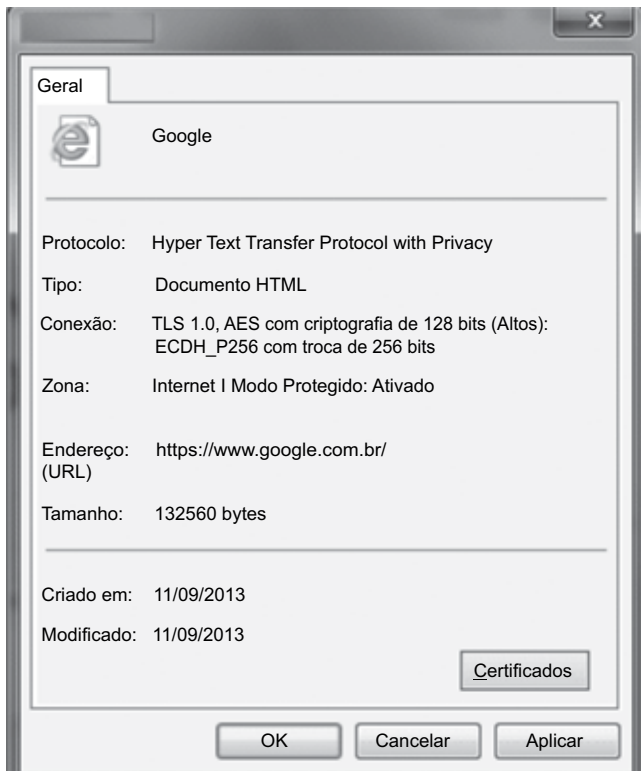 Geral
Google
Protocolo: Hyper Text Transfer Protocol with Privacy
Tipo: Documento HTML
Conexão: TLS 1.0, AES com criptografia de 128 bits (Altos):
ECDH_P256 com troca de 256 bits
Zona: Internet I Modo Protegido: Ativado
Endereço: https://www.google.com.br/
(URL)
Tamanho: 132560 bytes
Criado em: 11/09/2013
Modificado: 11/09/2013
Certificados
OK Cancelar Aplicar